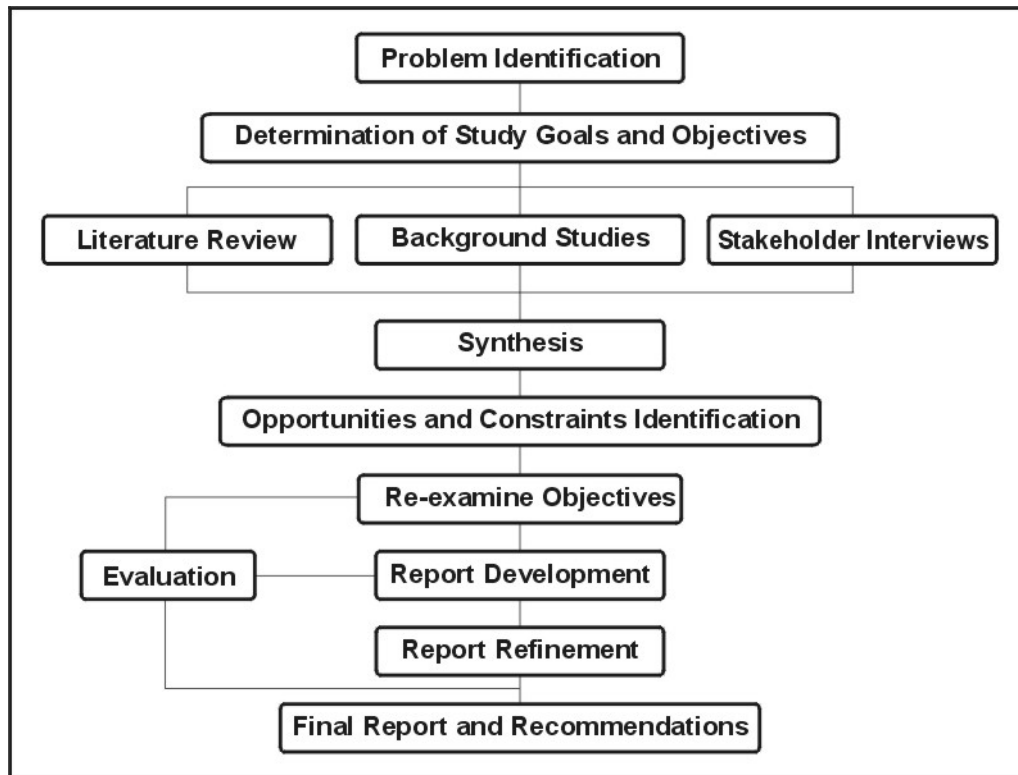 Problem Identification
Determination of Study Goals and Objectives
Literature Review
Background Studies
Stakeholder Interviews
Synthesis
Opportunities and Constraints Identification
Re-examine Objectives
Evaluation
Report Development
Report Refinement
Final Report and Recommendations